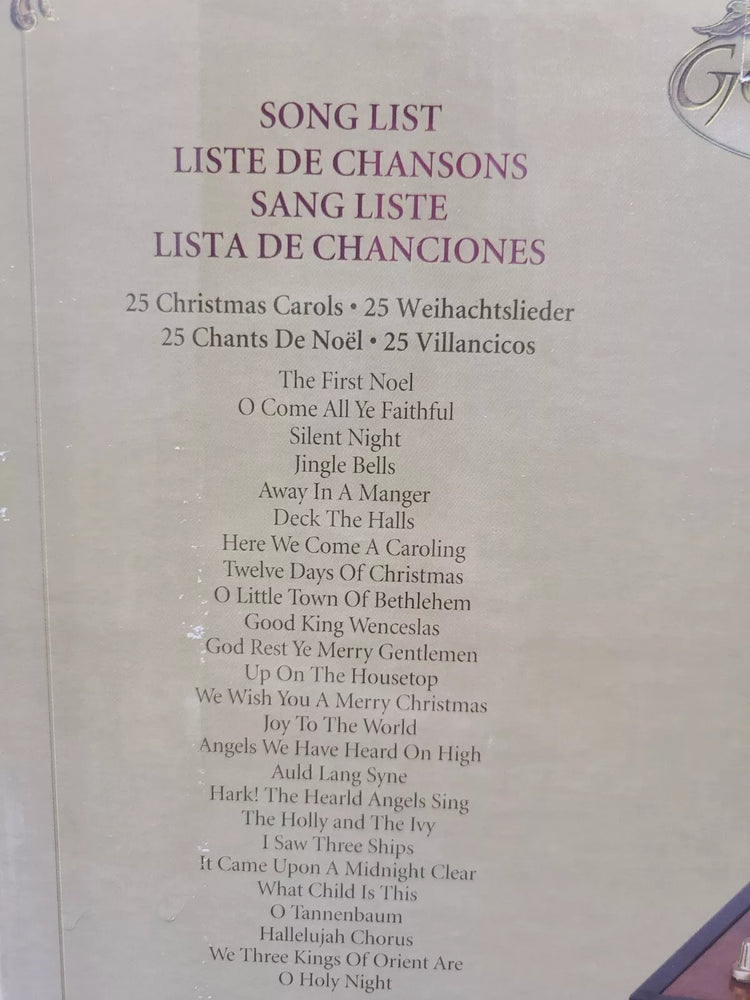 SONG LIST
LISTE DE CHANSONS
SANG LISTE
LISTA DE CHANCIONES
25 Christmas Carols • 25 Weihachtslieder
25 Chants De Noël • 25 Villancicos
The First Noel
O Come All Ye Faithful
Silent Night
Jingle Bells
Away In A Manger
Deck The Halls
Here We Come A Caroling
Twelve Days Of Christmas
O Little Town Of Bethlehem
Good King Wenceslas
God Rest Ye Merry Gentlemen
Up On The Housetop
We Wish You A Merry Christmas
Joy To The World
Angels We Have Heard On High
Auld Lang Syne
Hark! The Hearld Angels Sing
The Holly and The Ivy
I Saw Three Ships
It Came Upon A Midnight Clear
What Child Is This
O Tannenbaum
Hallelujah Chorus
We Three Kings Of Orient Are
O Holy Night